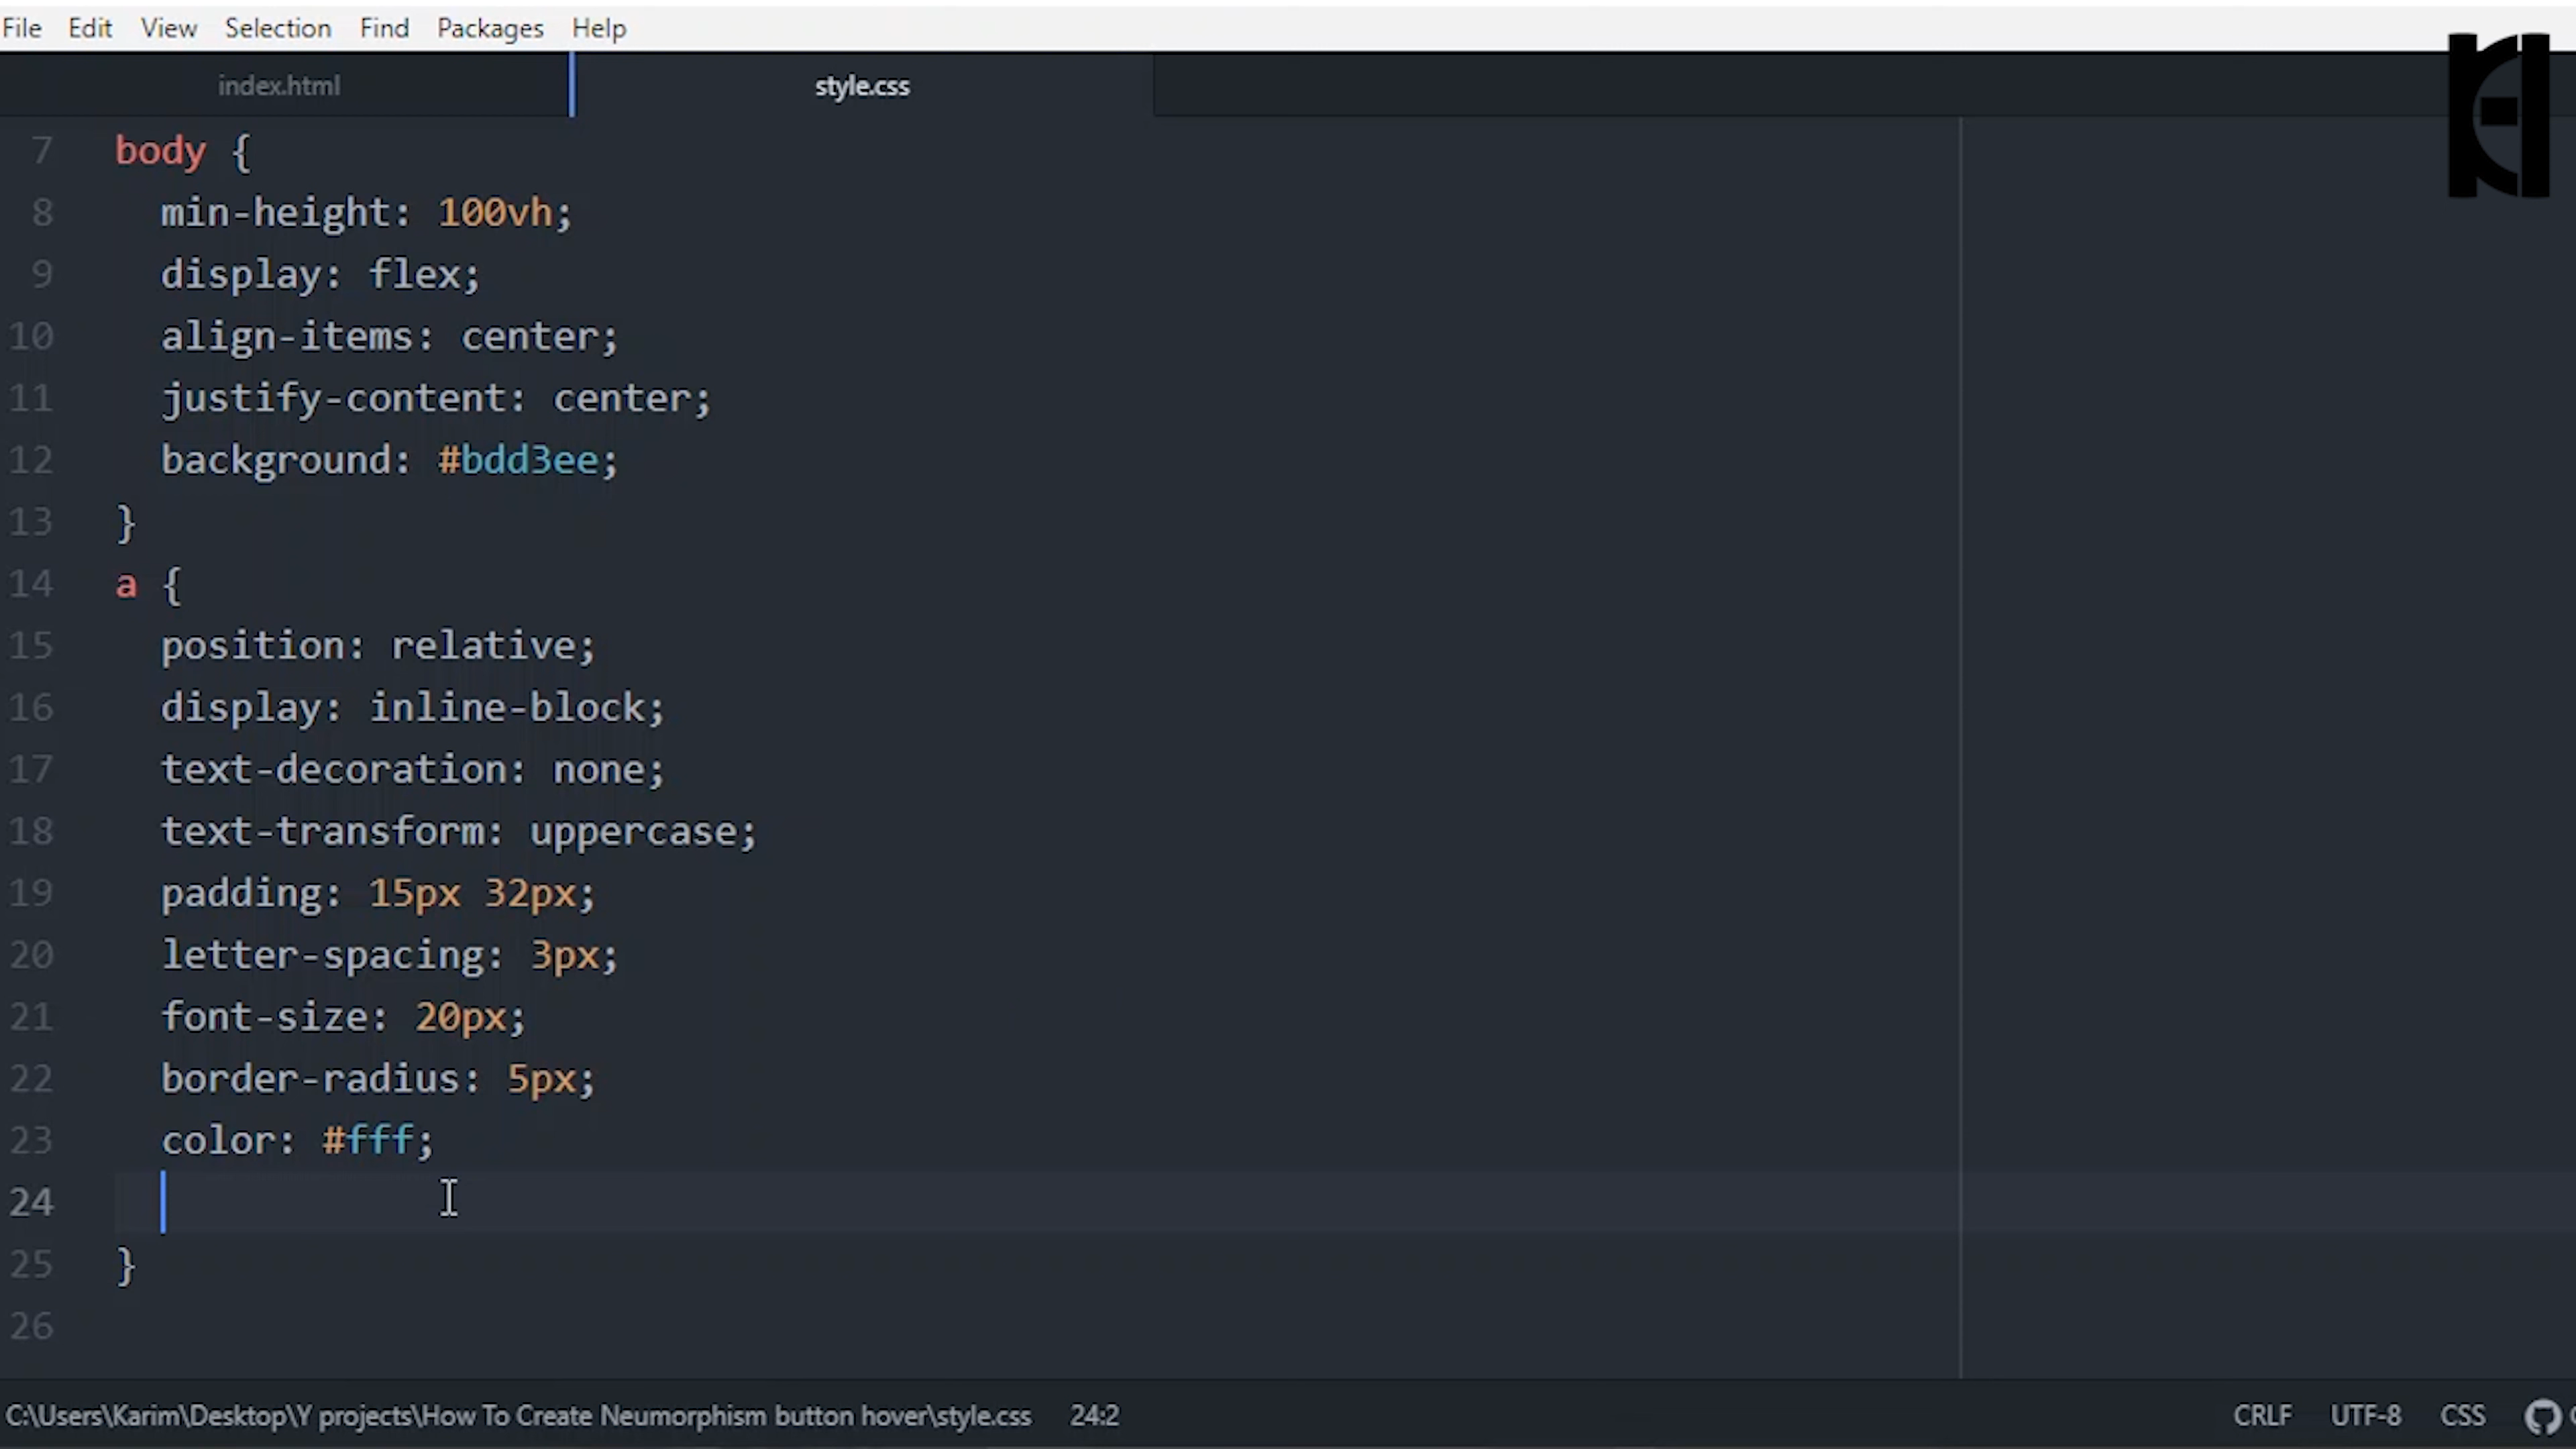 File Edit View Selection Find Packages Help
index.html style.css
7 body {
8 min-height: 100vh;
9 display: flex;
10 align-items: center;
11 justify-content: center;
12 background: #bdd3ee;
13 }
14 a {
15 position: relative;
16 display: inline-block;
17 text-decoration: none;
18 text-transform: uppercase;
19 padding: 15px 32px;
20 letter-spacing: 3px;
21 font-size: 20px;
22 border-radius: 5px;
23 color: #fff;
24
25 }
26
C:\Users\Karim\Desktop\Y projects\How To Create Neumorphism button hover\style.css 24:2 CRLF UTF-8 CSS